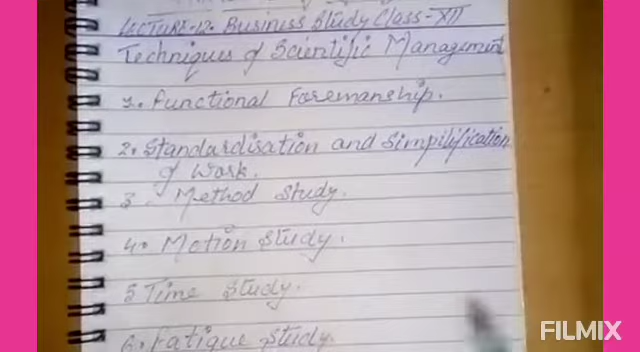 LECTURE-12. Business Study Class-XII
Techniques of Scientific Management
1. Functional Foremanship.
2. Standardisation and Simplification
of Work.
3. Method Study.
4. Motion Study.
5 Time Study.
6. Fatigue Study.
FILMIX